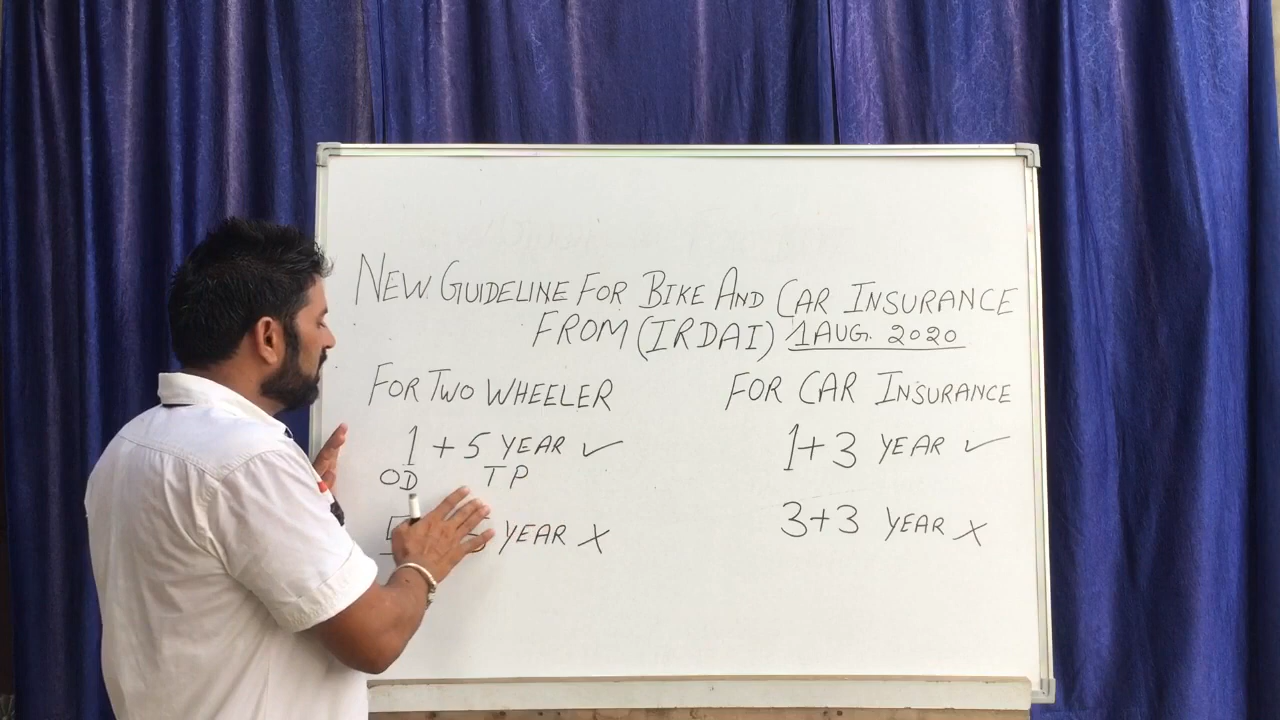 NEW GUIDELINE FOR BIKE AND CAR INSURANCE
FROM (IRDAI) 1 AUG. 2020
FOR TWO WHEELER
1 + 5 YEAR ✓
OD TP
YEAR X
FOR CAR INSURANCE
1+3 YEAR ✓
3+3 YEAR X